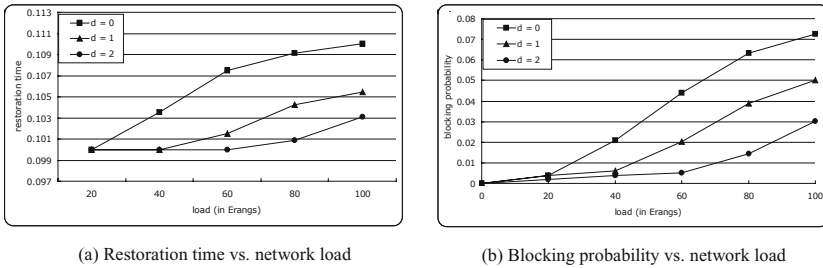 0.113
0.111
0.109
0.107
0.105
0.103
0.101
0.099
0.097
restoration time
d = 0
d = 1
d = 2
20 40 60 80 100
load (in Erangs)
(a) Restoration time vs. network load
0.08
0.07
0.06
0.05
0.04
0.03
0.02
0.01
0
blocking probability
d = 0
d = 1
d = 2
0 20 40 60 80 100
load (in Erangs)
(b) Blocking probability vs. network load